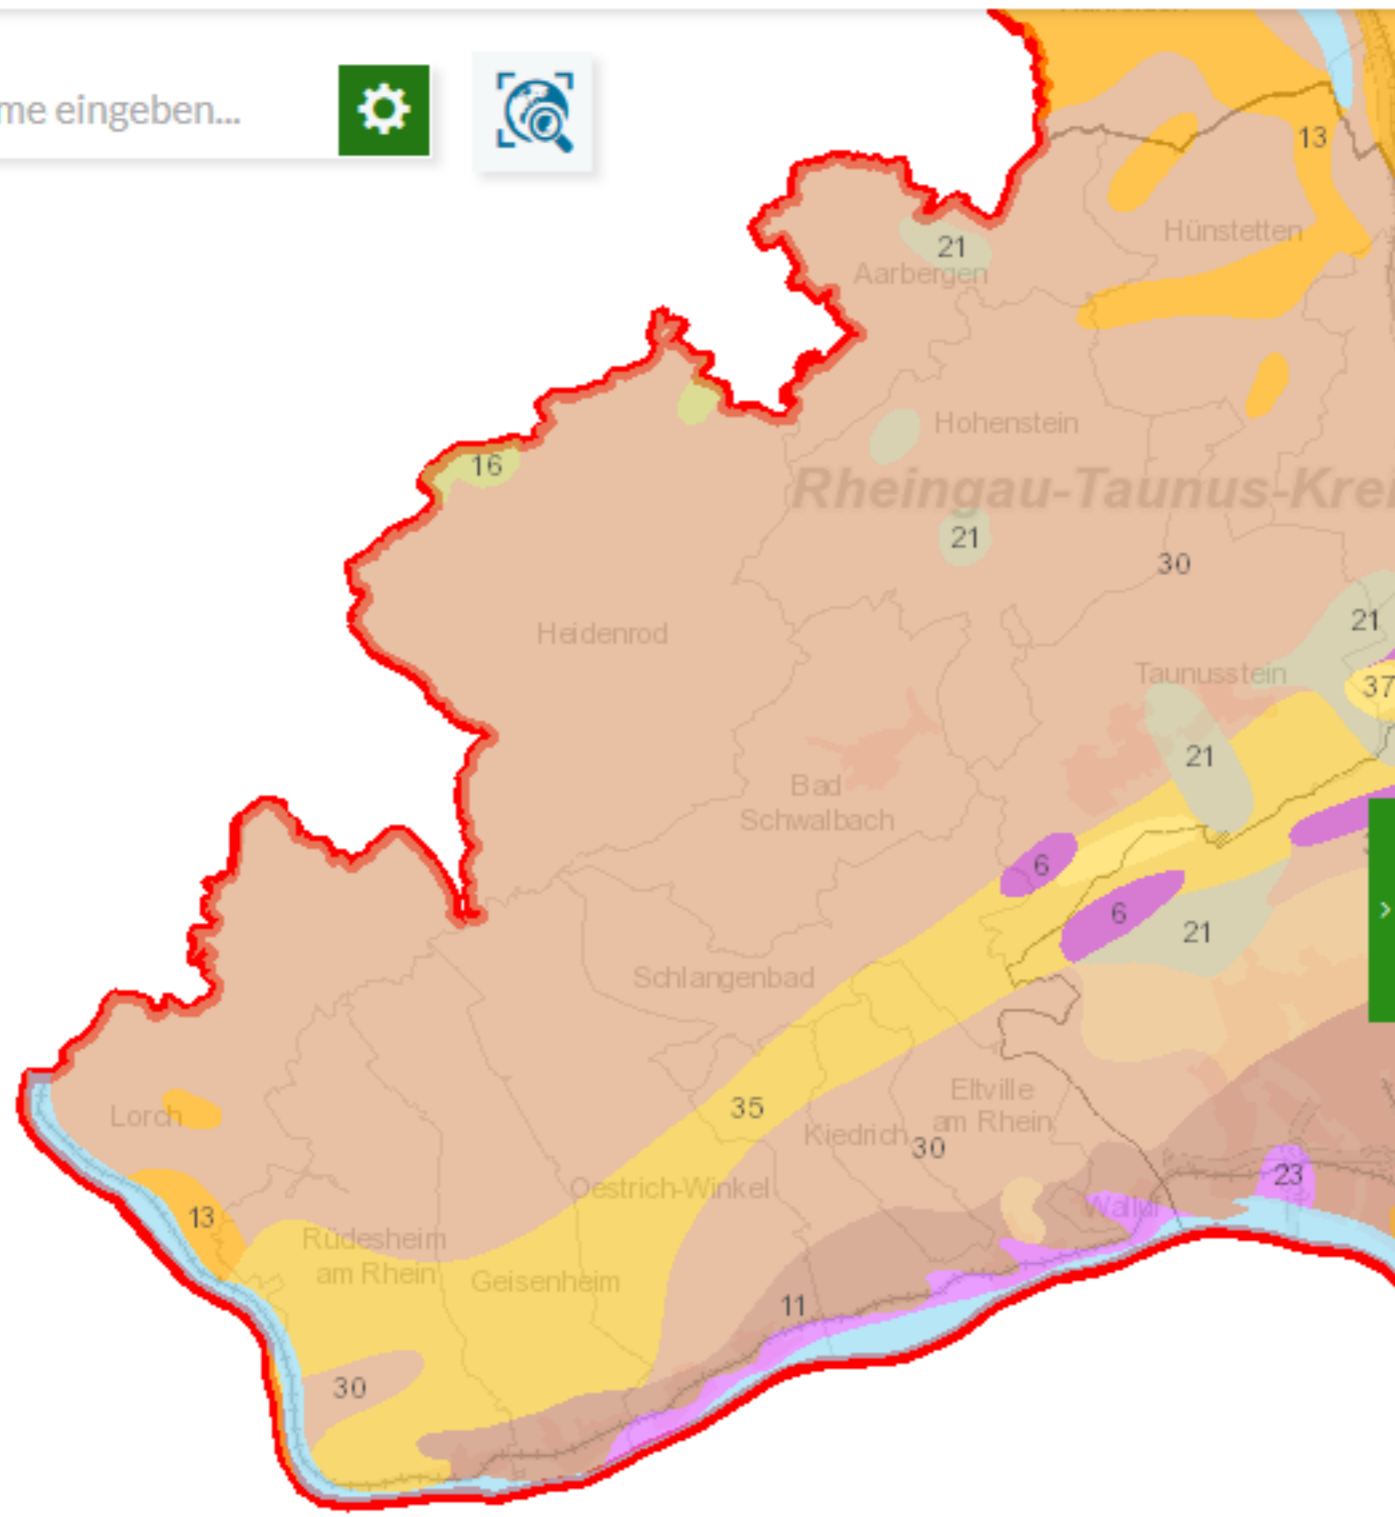 me eingeben...
13
Hünstetten
21
Aarbergen
Hohenstein
16
Rheingau-Taunus-Krei
21
30
21
Heidenrod
Taunusstein
37
21
Bad
Schwalbach
6
6
21
Schlangenbad
35
Eltville
am Rhein
Lorch
Kiedrich
30
23
Oestrich-Winkel
Walluf
13
Rüdesheim
am Rhein
Geisenheim
11
30